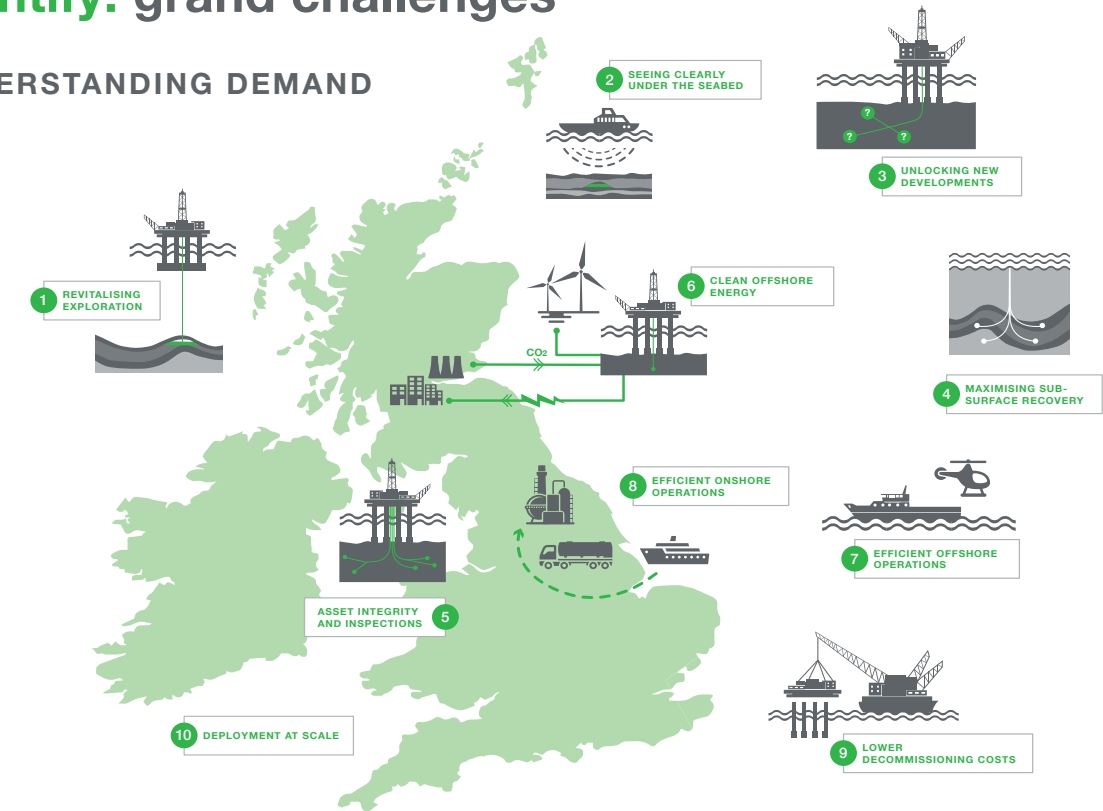 grand challenges
DEMAND
2
SEEING CLEARLY
UNDER THE SEABED
?
?
?
3
UNLOCKING NEW
DEVELOPMENTS
1
REVITALISING
EXPLORATION
6
CLEAN OFFSHORE
ENERGY
CO2
4
MAXIMISING SUB-
SURFACE RECOVERY
8
EFFICIENT ONSHORE
OPERATIONS
7
EFFICIENT OFFSHORE
OPERATIONS
ASSET INTEGRITY
AND INSPECTIONS
5
10
DEPLOYMENT AT SCALE
9
LOWER
DECOMMISSIONING COSTS